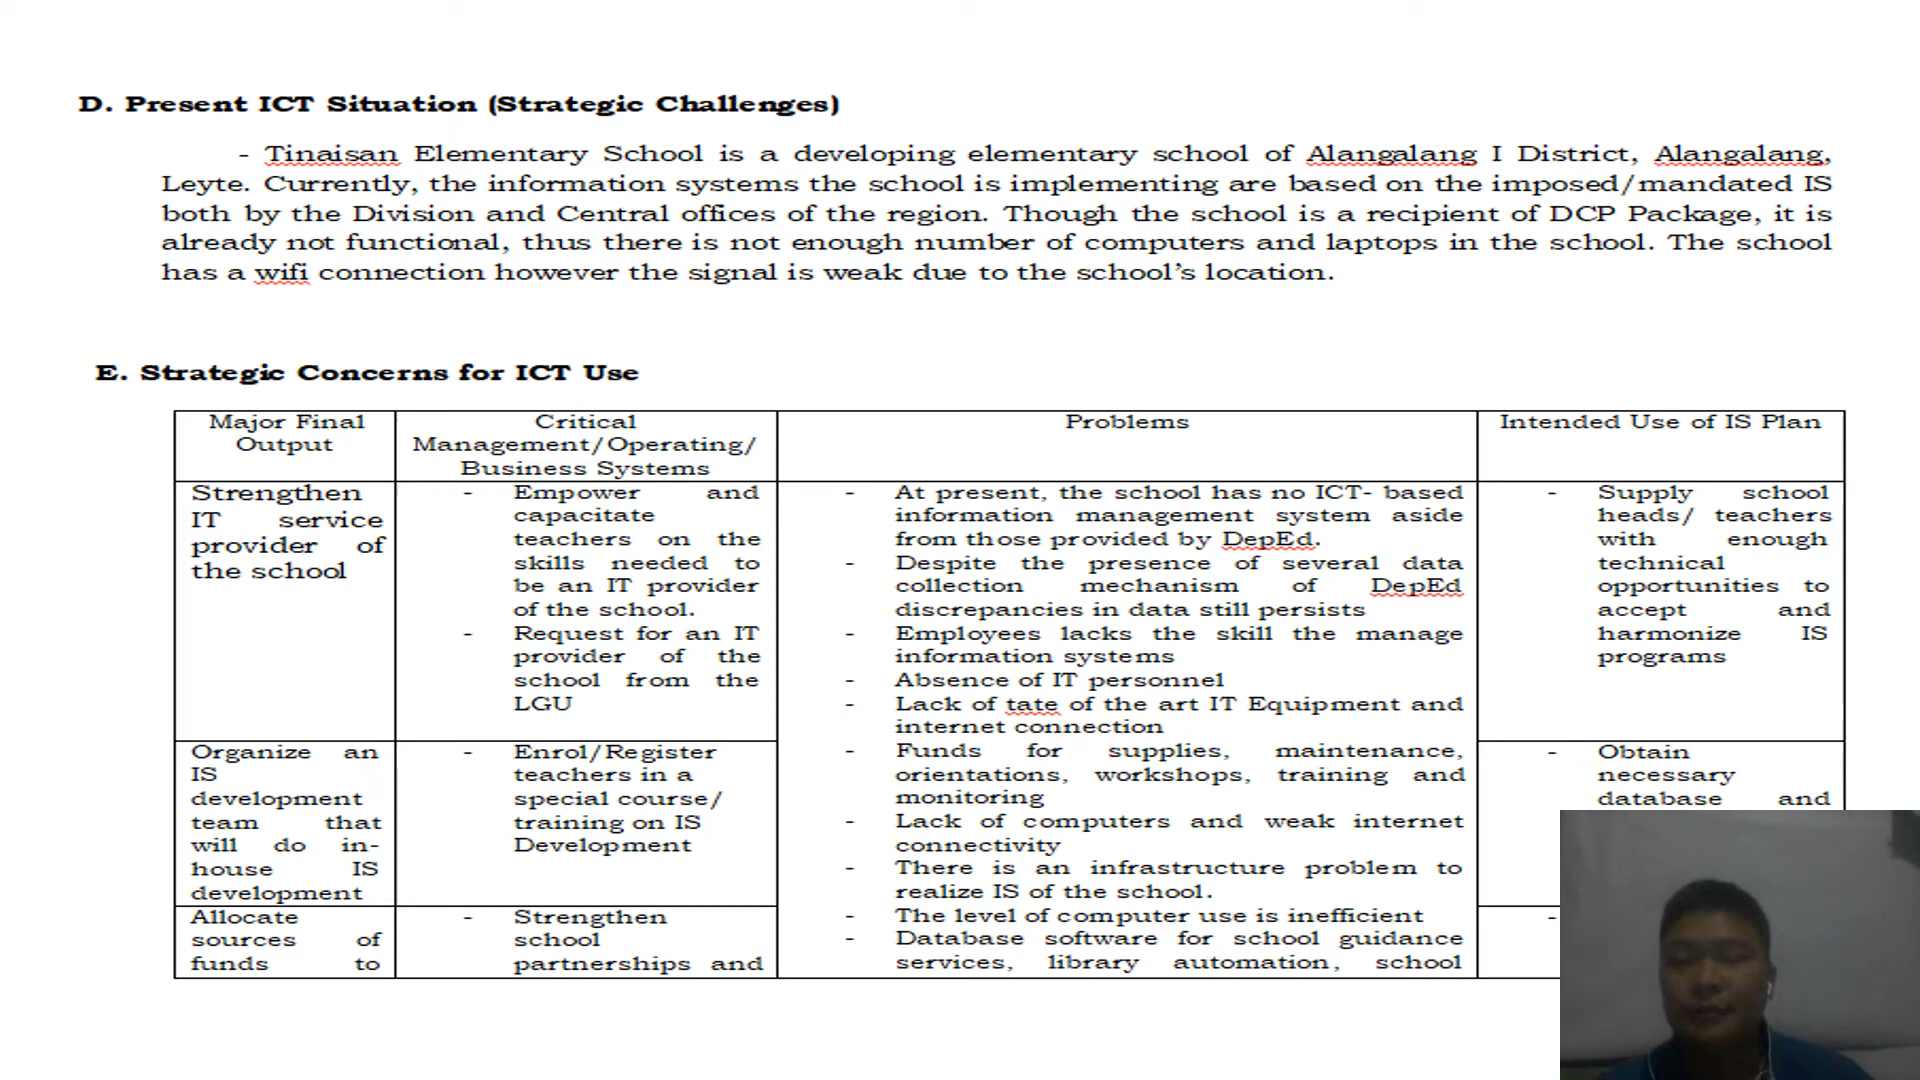 D. Present ICT Situation (Strategic Challenges)
- Tinaisan Elementary School is a developing elementary school of Alangalang I District, Alangalang,
Leyte. Currently, the information systems the school is implementing are based on the imposed/mandated IS
both by the Division and Central offices of the region. Though the school is a recipient of DCP Package, it is
already not functional, thus there is not enough number of computers and laptops in the school. The school
has a wifi connection however the signal is weak due to the school's location.
E. Strategic Concerns for ICT Use
Major Final
Output
Critical
Management/Operating/
Business Systems
Problems
Intended Use of IS Plan
Strengthen
IT service
provider of
the school
- Empower and
capacitate
teachers on the
skills needed to
be an IT provider
of the school.
- Request for an IT
provider of the
school from the
LGU
- At present, the school has no ICT- based
information management system aside
from those provided by DepEd.
- Despite the presence of several data
collection mechanism of DepEd
discrepancies in data still persists
- Employees lacks the skill the manage
information systems
- Absence of IT personnel
- Lack of tate of the art IT Equipment and
internet connection
- Funds for supplies, maintenance,
orientations, workshops, training and
monitoring
- Lack of computers and weak internet
connectivity
- There is an infrastructure problem to
realize IS of the school.
- The level of computer use is inefficient
- Database software for school guidance
services, library automation, school
- Supply school
heads/ teachers
with enough
technical
opportunities to
accept and
harmonize IS
programs
Organize an
IS
development
team that
will do in-
house IS
development
- Enrol/Register
teachers in a
special course/
training on IS
Development
- Obtain
necessary
database and
Allocate
sources of
funds to
- Strengthen
school
partnerships and
-